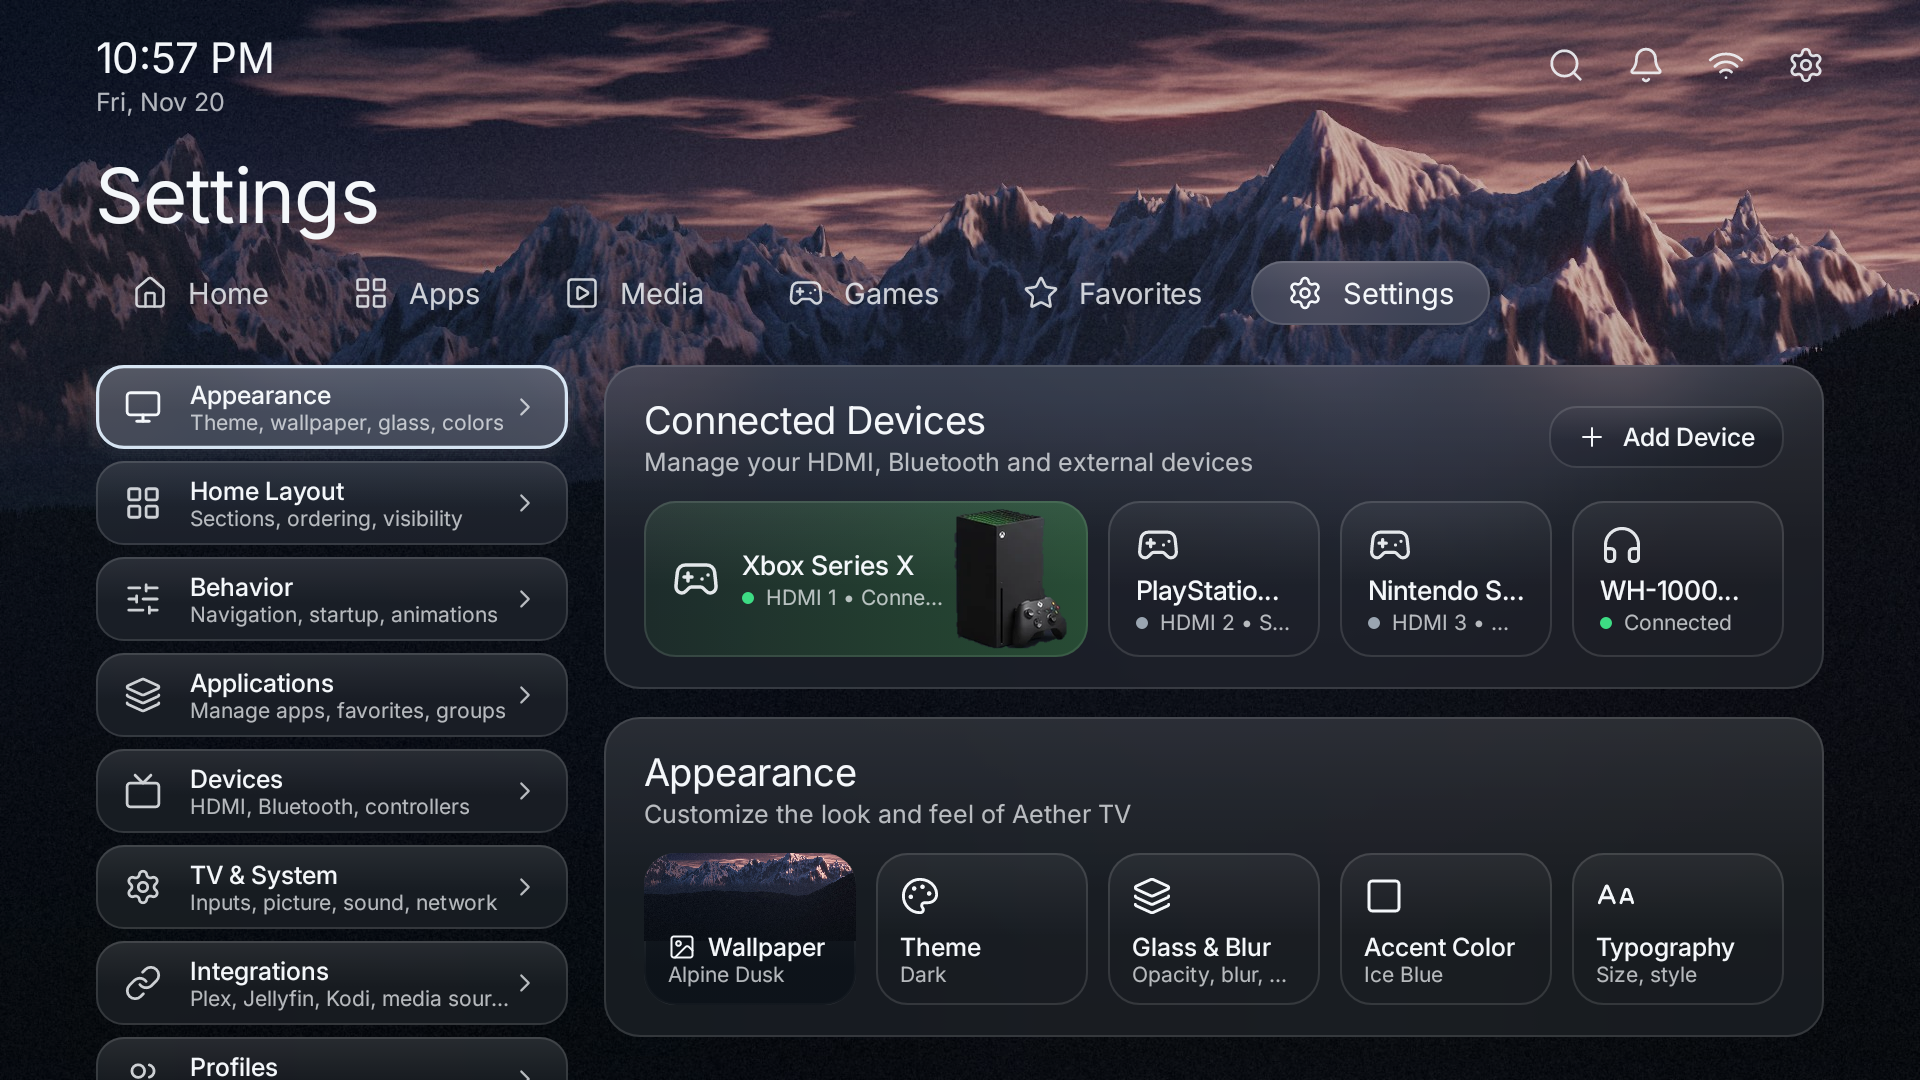 10:57 PM
Fri, Nov 20
Settings
Home
Apps
Media
Games
Favorites
Settings
Appearance
Theme, wallpaper, glass, colors
Home Layout
Sections, ordering, visibility
Behavior
Navigation, startup, animations
Applications
Manage apps, favorites, groups
Devices
HDMI, Bluetooth, controllers
TV & System
Inputs, picture, sound, network
Integrations
Plex, Jellyfin, Kodi, media sour...
Profiles
Connected Devices
Manage your HDMI, Bluetooth and external devices
Add Device
Xbox Series X
HDMI 1 • Conne...
PlayStatio...
HDMI 2 • S...
Nintendo S...
HDMI 3 • ...
WH-1000...
Connected
Appearance
Customize the look and feel of Aether TV
Wallpaper
Alpine Dusk
Theme
Dark
Glass & Blur
Opacity, blur, ...
Accent Color
Ice Blue
Typography
Size, style